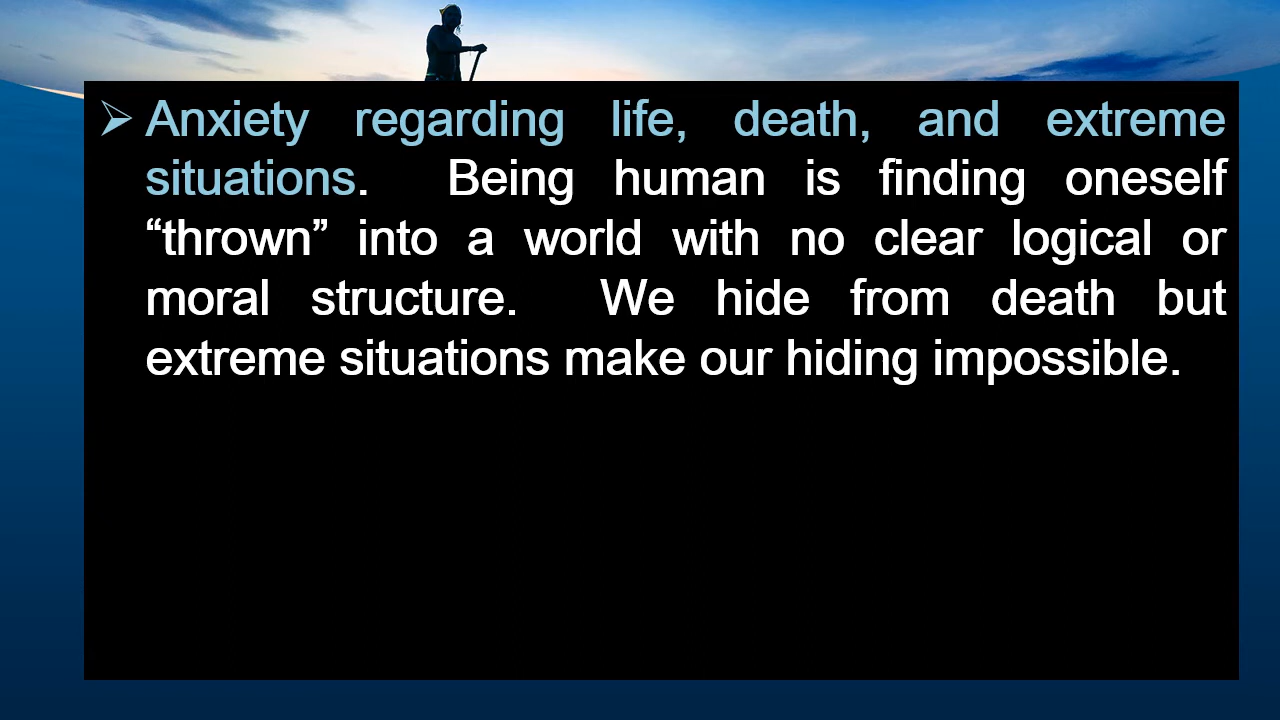 ➢ Anxiety regarding life, death, and extreme
situations.  Being human is finding oneself
“thrown” into a world with no clear logical or
moral structure.  We hide from death but
extreme situations make our hiding impossible.